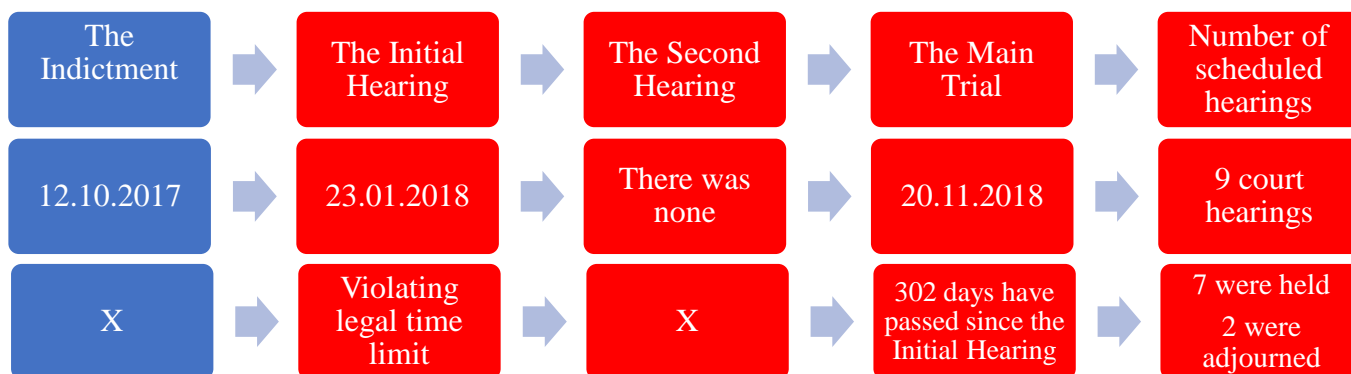 The
Indictment
The Initial
Hearing
The Second
Hearing
The Main
Trial
Number of
scheduled
hearings
12.10.2017
23.01.2018
There was
none
20.11.2018
9 court
hearings
X
Violating
legal time
limit
X
302 days have
passed since the
Initial Hearing
7 were held
2 were
adjourned